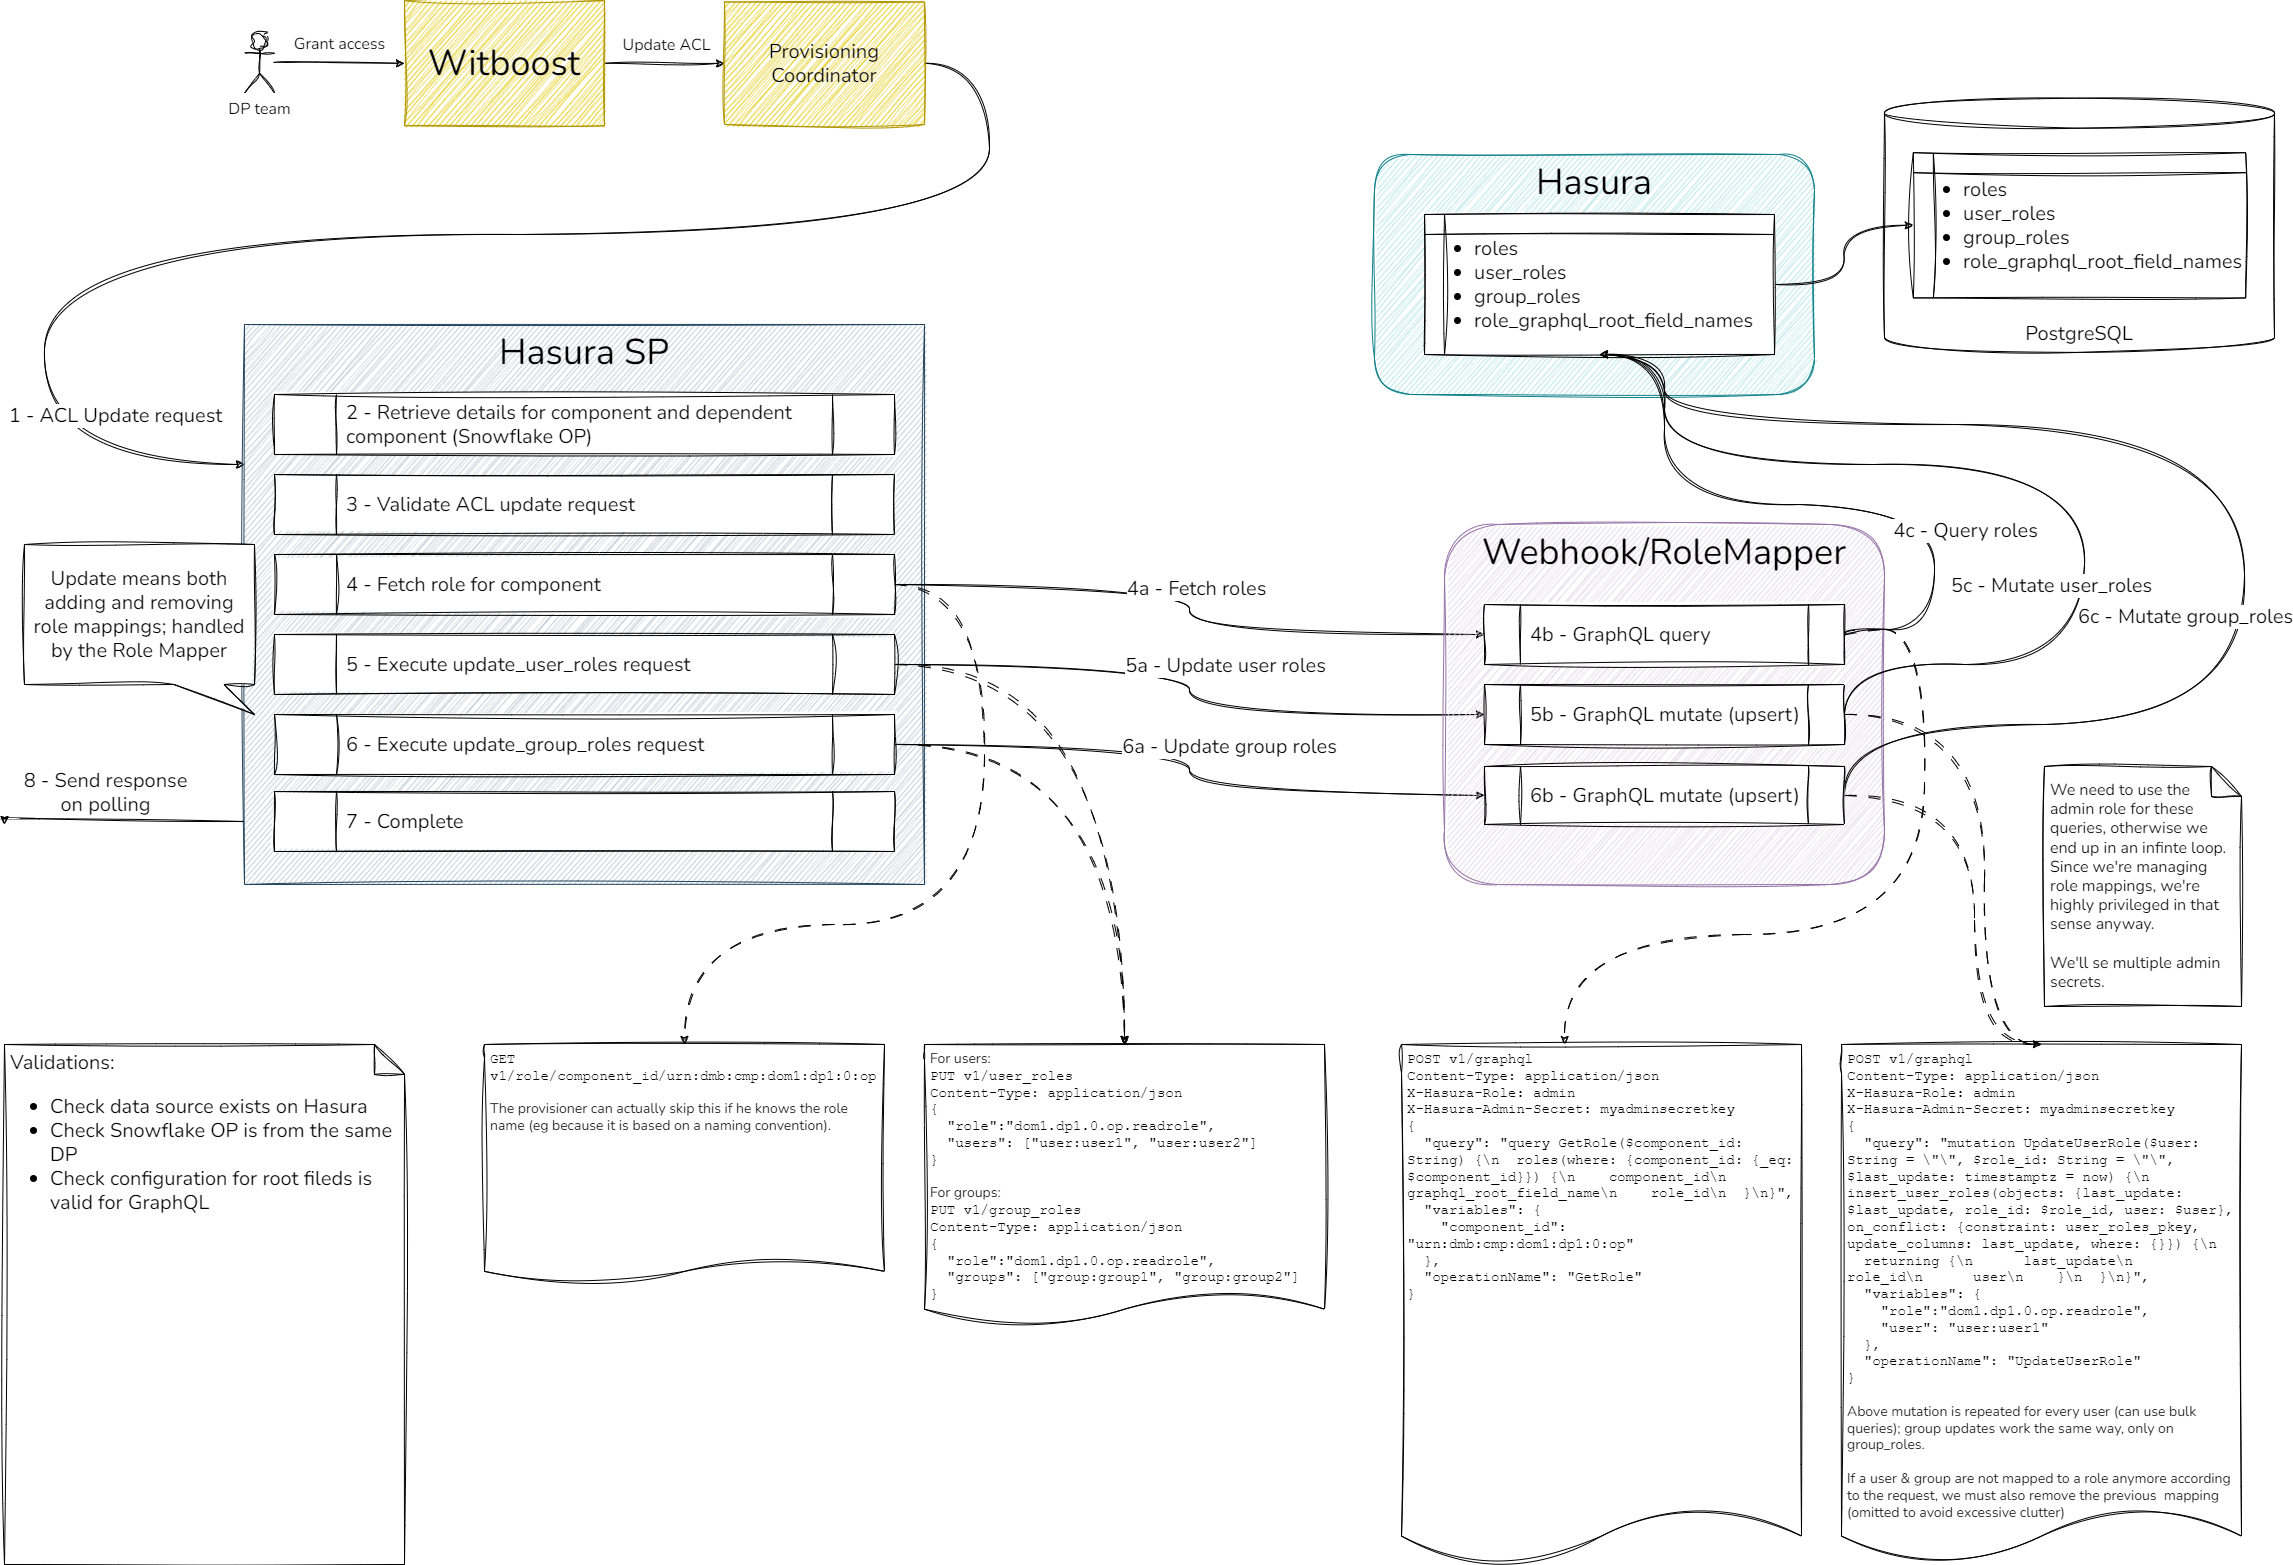 Grant access
DP team
Witboost
Update ACL
Provisioning
Coordinator
Hasura
roles
user_roles
group_roles
role_graphql_root_field_names
roles
user_roles
group_roles
role_graphql_root_field_names
PostgreSQL
1 - ACL Update request
Hasura SP
2 - Retrieve details for component and dependent
component (Snowflake OP)
3 - Validate ACL update request
4 - Fetch role for component
5 - Execute update_user_roles request
6 - Execute update_group_roles request
7 - Complete
Update means both
adding and removing
role mappings; handled
by the Role Mapper
8 - Send response
on polling
4a - Fetch roles
5a - Update user roles
6a - Update group roles
Webhook/RoleMapper
4b - GraphQL query
5b - GraphQL mutate (upsert)
6b - GraphQL mutate (upsert)
4c - Query roles
5c - Mutate user_roles
6c - Mutate group_roles
We need to use the
admin role for these
queries, otherwise we
end up in an infinte loop.
Since we're managing
role mappings, we're
highly privileged in that
sense anyway.
We'll se multiple admin
secrets.
Validations:
Check data source exists on Hasura
Check Snowflake OP is from the same
DP
Check configuration for root fileds is
valid for GraphQL
GET
v1/role/component_id/urn:dmb:cmp:dom1:dp1:0:op
The provisioner can actually skip this if he knows the role
name (eg because it is based on a naming convention).
For users:
PUT v1/user_roles
Content-Type: application/json
{
"role":"dom1.dp1.0.op.readrole",
"users": ["user:user1", "user:user2"]
}
For groups:
PUT v1/group_roles
Content-Type: application/json
{
"role":"dom1.dp1.0.op.readrole",
"groups": ["group:group1", "group:group2"]
}
POST v1/graphql
Content-Type: application/json
X-Hasura-Role: admin
X-Hasura-Admin-Secret: myadminsecretkey
{
"query": "query GetRole($component_id:
String) {\n  roles(where: {component_id: {_eq:
$component_id}}) {\n    component_id\n
graphql_root_field_name\n    role_id\n  }\n}",
"variables": {
"component_id":
"urn:dmb:cmp:dom1:dp1:0:op"
},
"operationName": "GetRole"
}
POST v1/graphql
Content-Type: application/json
X-Hasura-Role: admin
X-Hasura-Admin-Secret: myadminsecretkey
{
"query": "mutation UpdateUserRole($user:
String = \"\", $role_id: String = \"\",
$last_update: timestamptz = now) {\n
insert_user_roles(objects: {last_update:
$last_update, role_id: $role_id, user: $user},
on_conflict: {constraint: user_roles_pkey,
update_columns: last_update, where: {}}) {\n
returning {\n      last_update\n
role_id\n      user\n    }\n  }\n}",
"variables": {
"role":"dom1.dp1.0.op.readrole",
"user": "user:user1"
},
"operationName": "UpdateUserRole"
}
Above mutation is repeated for every user (can use bulk
queries); group updates work the same way, only on
group_roles.
If a user & group are not mapped to a role anymore according
to the request, we must also remove the previous  mapping
(omitted to avoid excessive clutter)